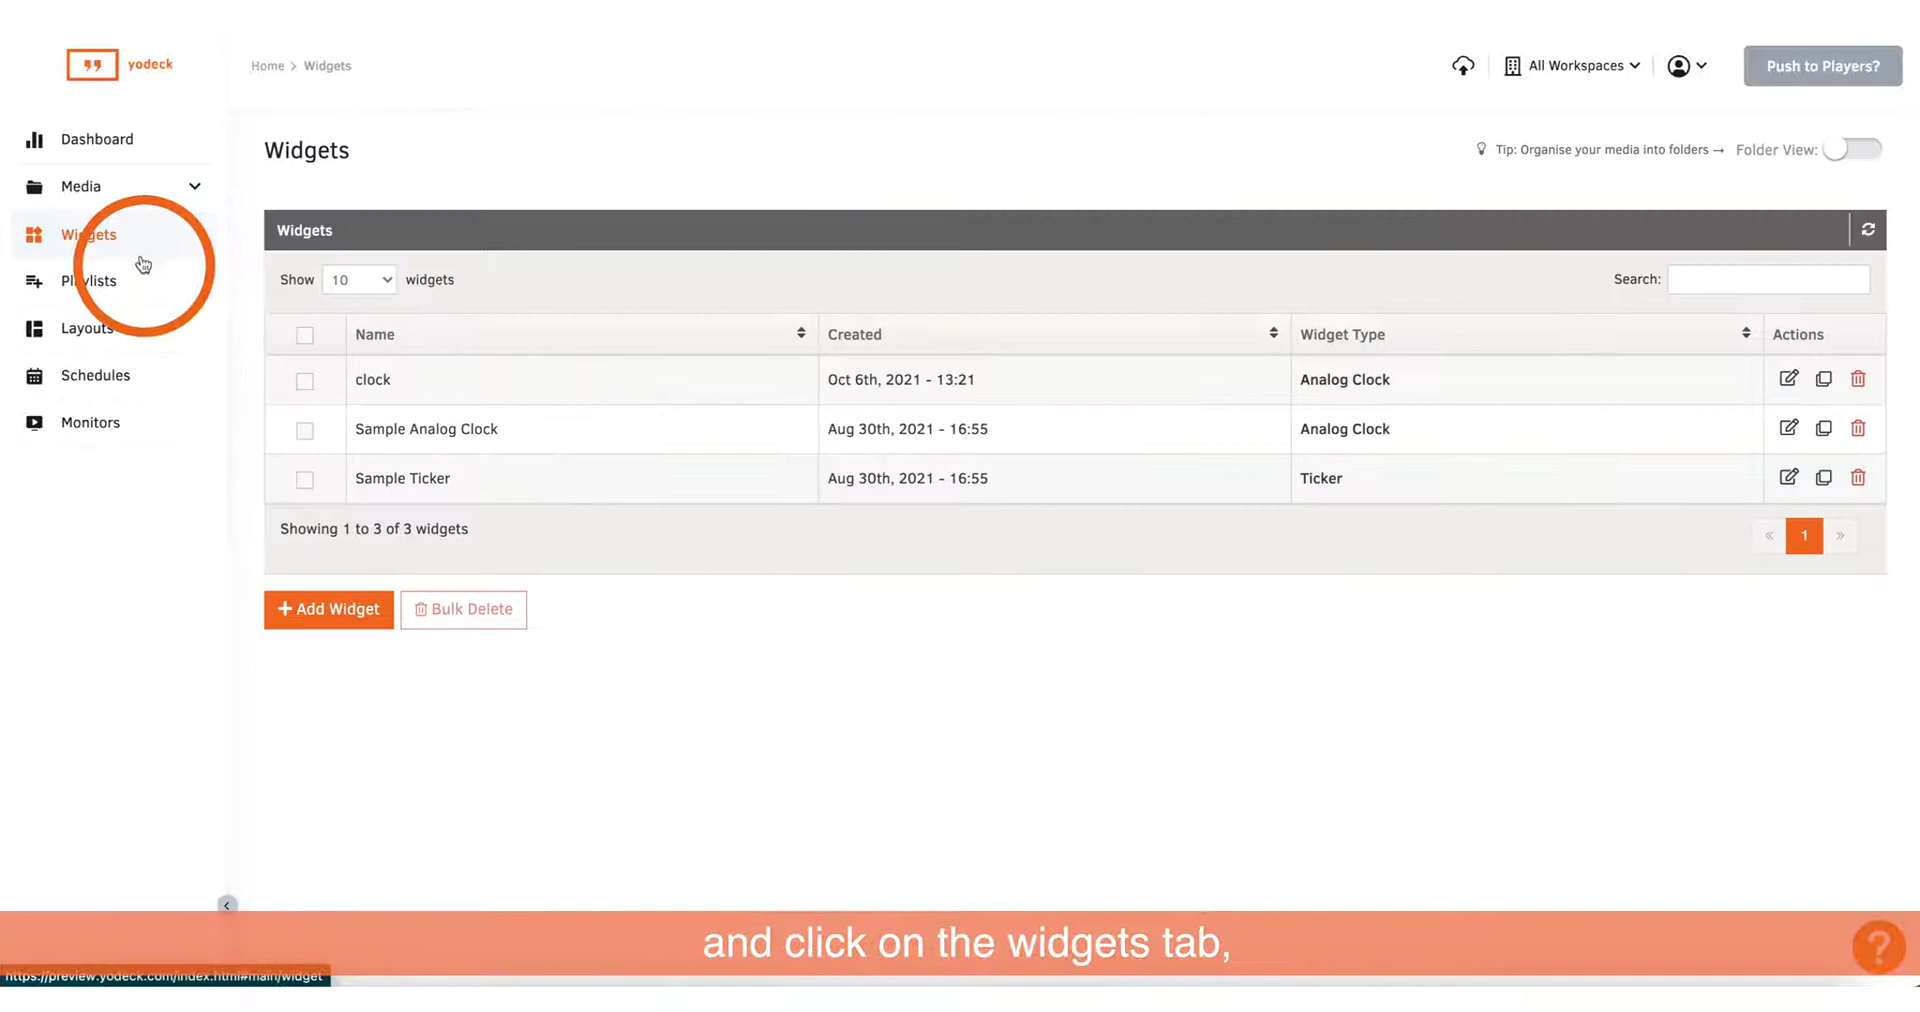 yodeck
Home > Widgets
All Workspaces
Push to Players?
Dashboard
Media
Widgets
Playlists
Layouts
Schedules
Monitors
Widgets
Tip: Organise your media into folders →
Folder View:
Widgets
Show 10 widgets
Search:
Name Created Widget Type Actions
clock Oct 6th, 2021 - 13:21 Analog Clock
Sample Analog Clock Aug 30th, 2021 - 16:55 Analog Clock
Sample Ticker Aug 30th, 2021 - 16:55 Ticker
Showing 1 to 3 of 3 widgets
« 1 »
+ Add Widget
Bulk Delete
and click on the widgets tab,
?
https://preview.yodeck.com/index.html#main/widget